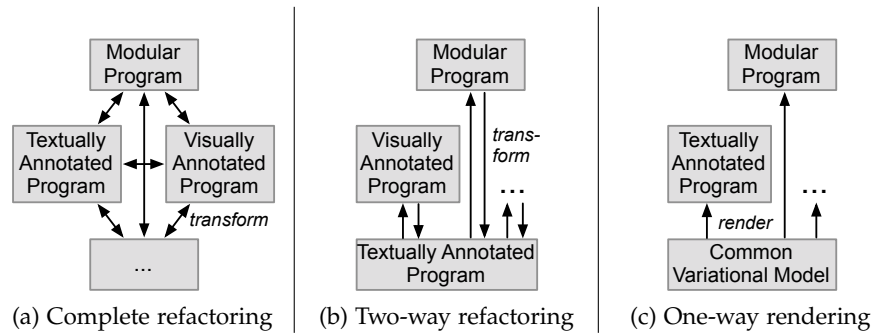 Modular
Program
Textually
Annotated
Program
Visually
Annotated
Program
transform
...
(a) Complete refactoring
Modular
Program
Visually
Annotated
Program
trans-
form
...
Textually Annotated
Program
(b) Two-way refactoring
Modular
Program
Textually
Annotated
Program
...
render
Common
Variational Model
(c) One-way rendering